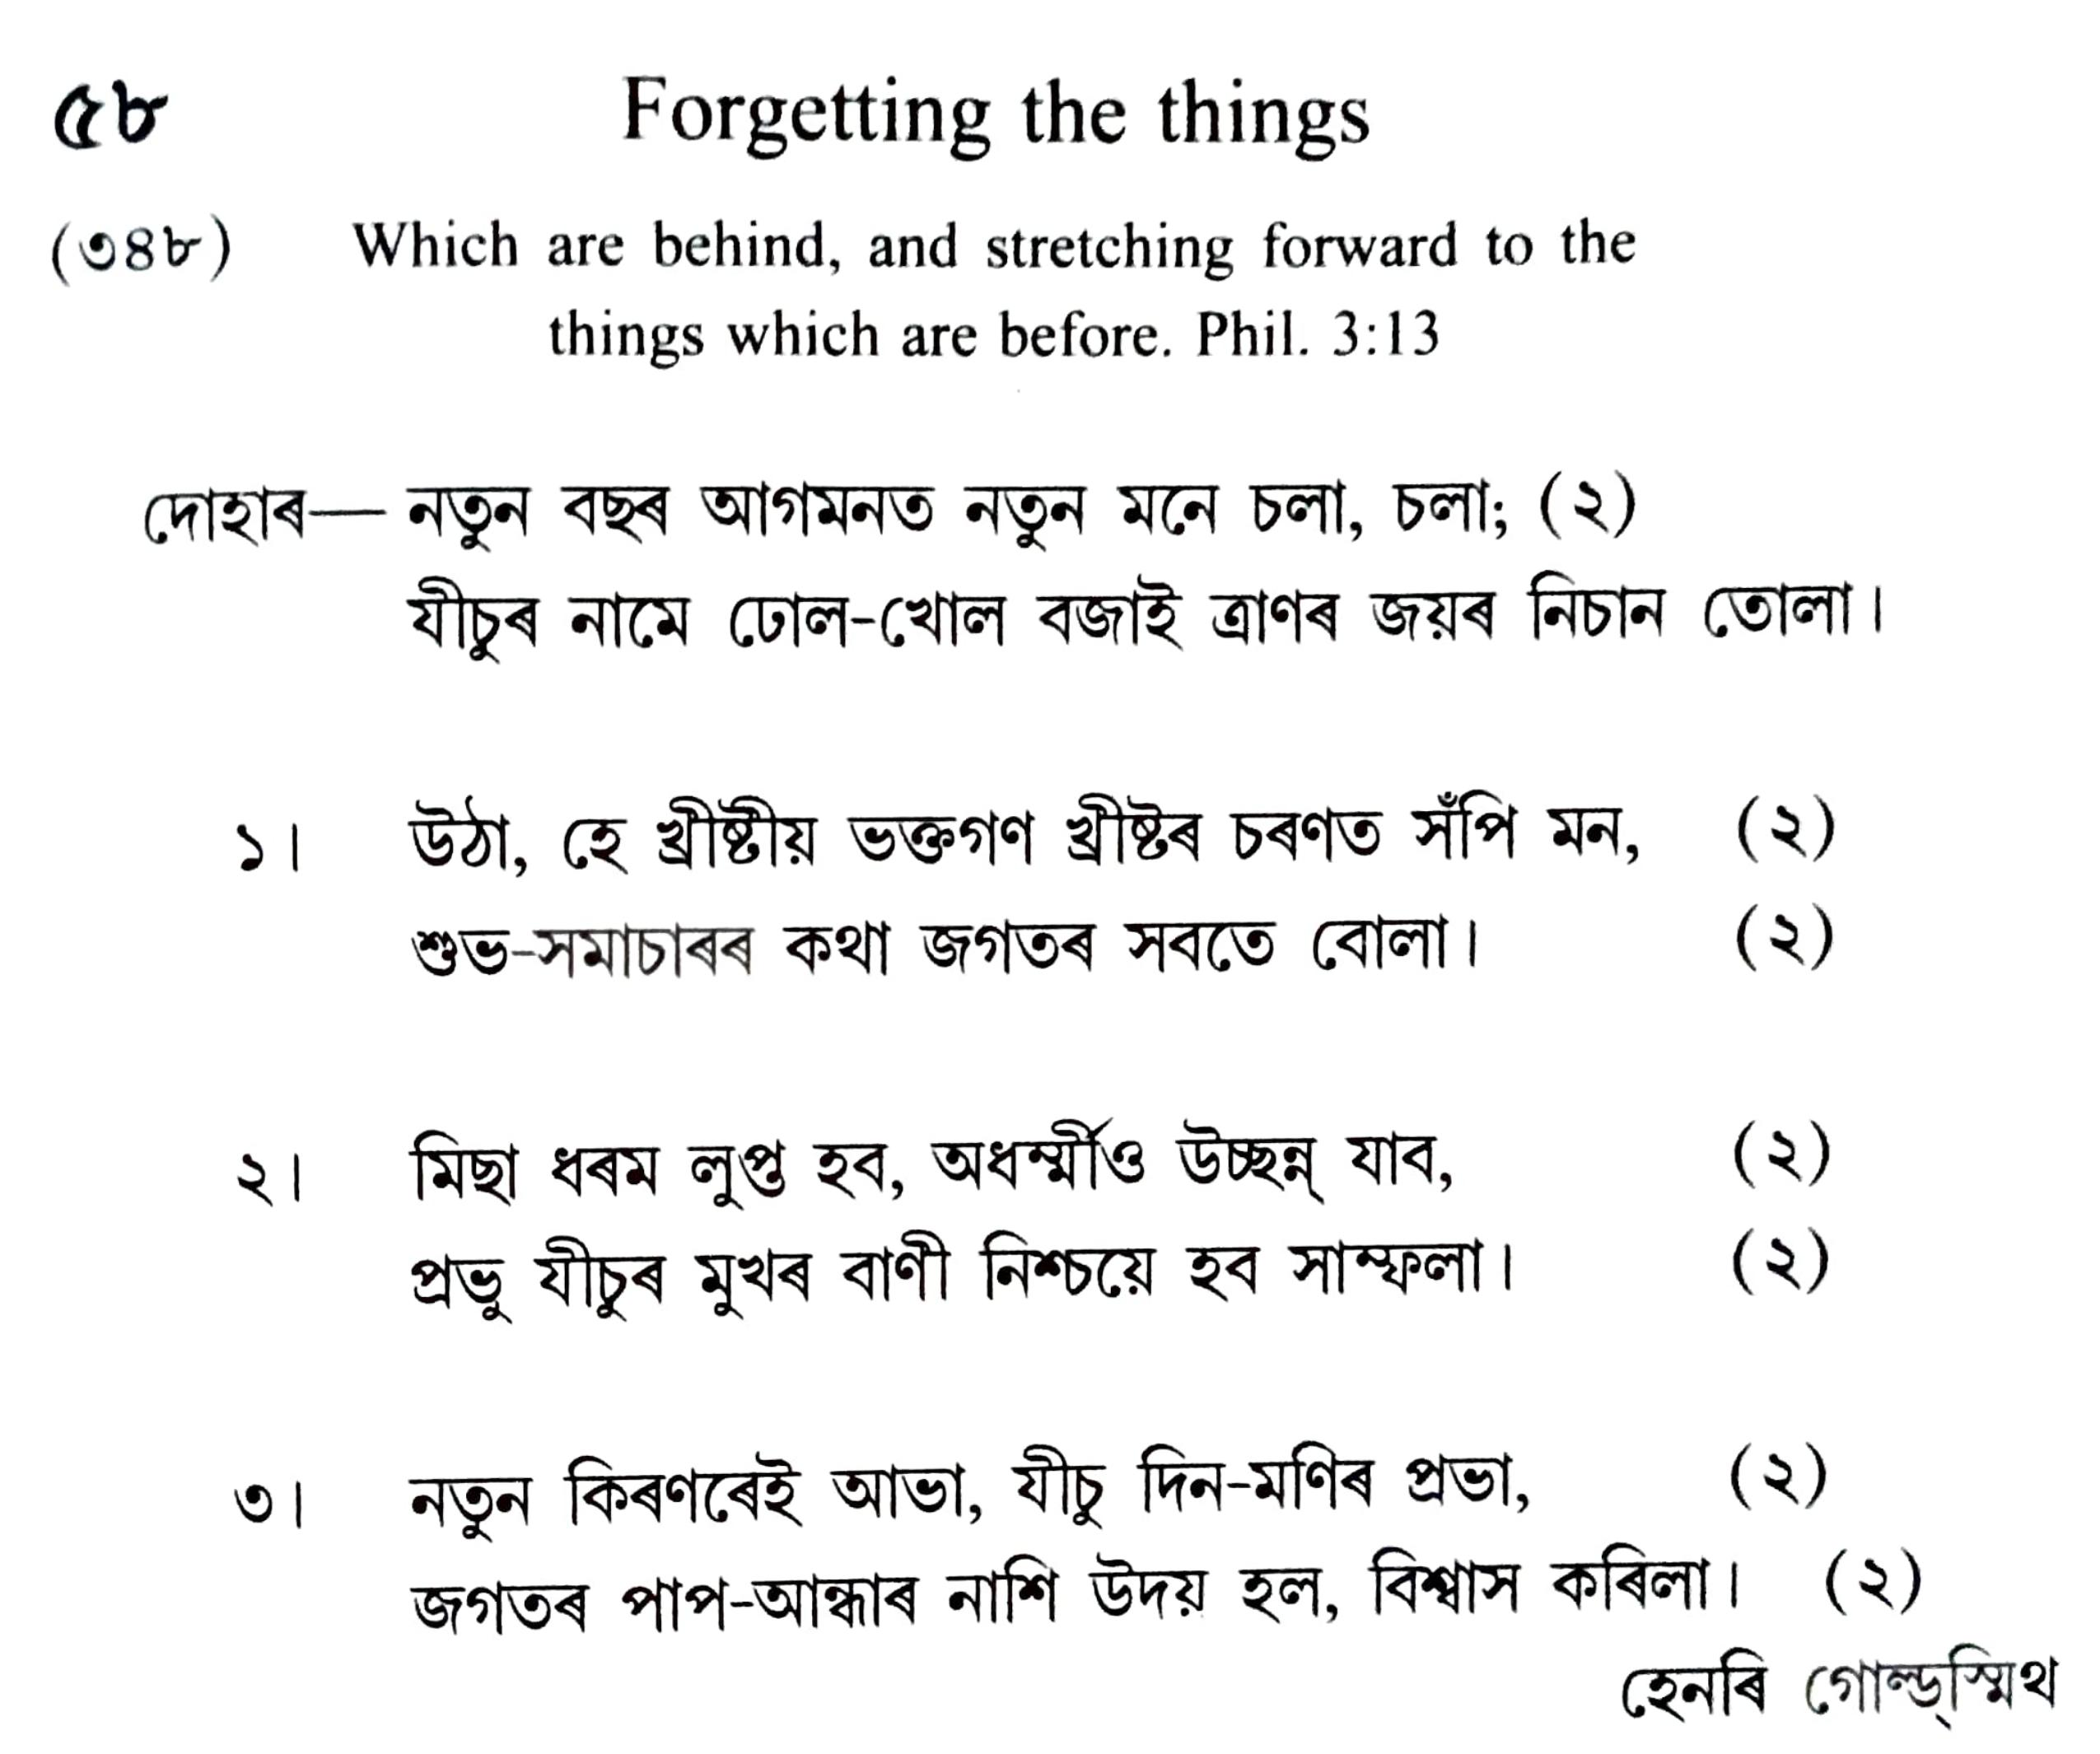 ৫৮ Forgetting the things
(৩৪৮) Which are behind, and stretching forward to the
things which are before. Phil. 3:13
দোহাৰ— নতুন বছৰ আগমনত নতুন মনে চলা, চলা; (২)
যীচুৰ নামে ঢোল-খোল বজাই ত্ৰাণৰ জয়ৰ নিচান তোলা।
১। উঠা, হে খ্ৰীষ্টীয় ভক্তগণ খ্ৰীষ্টৰ চৰণত সঁপি মন, (২)
শুভ-সমাচাৰৰ কথা জগতৰ সবতে বোলা। (২)
২। মিছা ধৰম লুপ্ত হব, অধৰ্ম্মীও উচ্ছন্ন্ যাব, (২)
প্ৰভু যীচুৰ মুখৰ বাণী নিশ্চয়ে হব সাম্ফলা। (২)
৩। নতুন কিৰণৰেই আভা, যীচু দিন-মণিৰ প্ৰভা, (২)
জগতৰ পাপ-আন্ধাৰ নাশি উদয় হল, বিশ্বাস কৰিলা। (২)
হেনৰি গোল্ড্স্মিথ